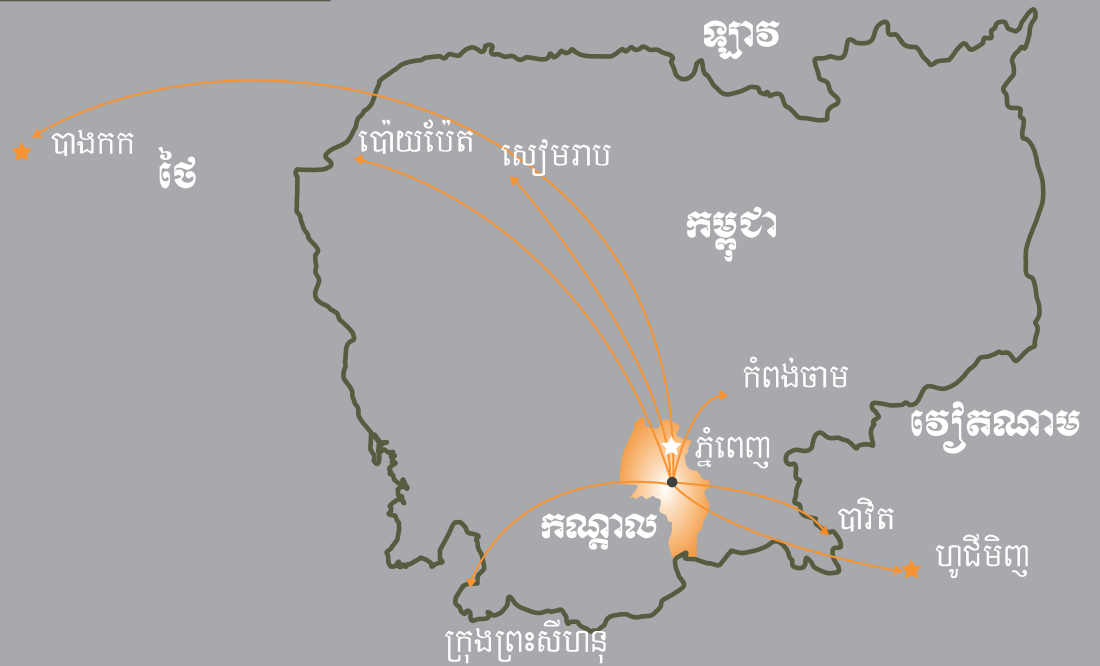 ឡាវ
បាងកក
ថៃ
ប៉ោយប៉ែត
សៀមរាប
កម្ពុជា
កំពង់ចាម
វៀតណាម
ភ្នំពេញ
កណ្ដាល
បាវិត
ហូជីមិញ
ក្រុងព្រះសីហនុ